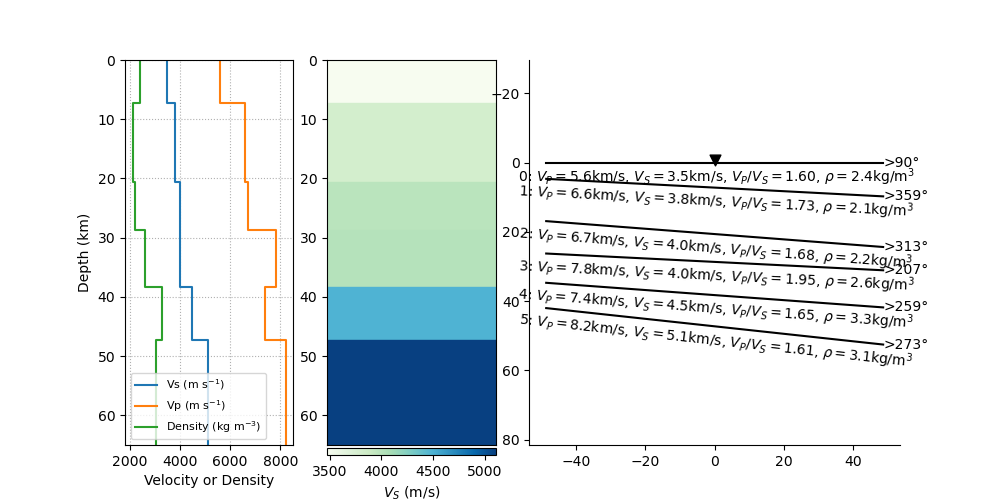 0
10
20
30
40
50
60
Depth (km)
2000 4000 6000 8000
Velocity or Density
Vs (m s⁻¹)
Vp (m s⁻¹)
Density (kg m⁻³)
0
10
20
30
40
50
60
3500 4000 4500 5000
V_S (m/s)
−20
0
20
40
60
80
−40 −20 0 20 40
>90°
0: V_P = 5.6km/s, V_S = 3.5km/s, V_P/V_S = 1.60, ρ = 2.4kg/m³
>359°
1: V_P = 6.6km/s, V_S = 3.8km/s, V_P/V_S = 1.73, ρ = 2.1kg/m³
>313°
2: V_P = 6.7km/s, V_S = 4.0km/s, V_P/V_S = 1.68, ρ = 2.2kg/m³
>207°
3: V_P = 7.8km/s, V_S = 4.0km/s, V_P/V_S = 1.95, ρ = 2.6kg/m³
>259°
4: V_P = 7.4km/s, V_S = 4.5km/s, V_P/V_S = 1.65, ρ = 3.3kg/m³
>273°
5: V_P = 8.2km/s, V_S = 5.1km/s, V_P/V_S = 1.61, ρ = 3.1kg/m³